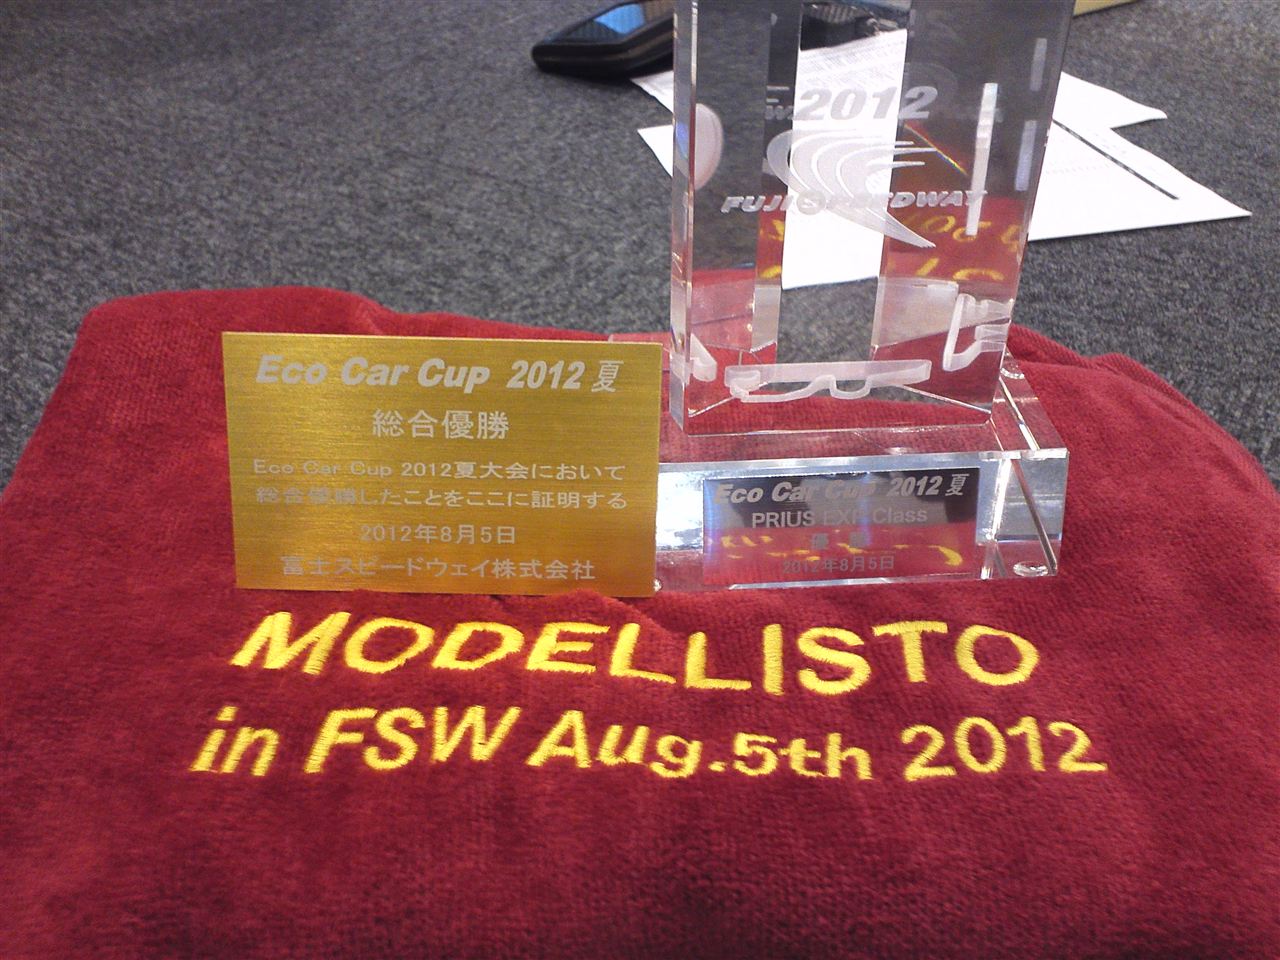 2012
FUJI SPEEDWAY
Eco Car Cup 2012 夏
総合優勝
Eco Car Cup 2012夏大会において
総合優勝したことをここに証明する
2012年8月5日
富士スピードウェイ株式会社
Eco Car Cup 2012 夏
PRIUS EXP Class
優勝
2012年8月5日
MODELLISTO
in FSW Aug.5th 2012